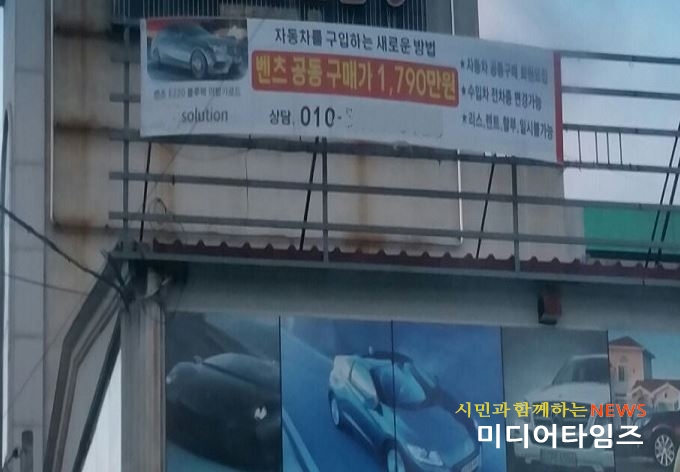 자동차를 구입하는 새로운 방법
벤츠 공동 구매가 1,790만원
상담, 010-
벤츠 E220
solution
★자동차 공동구매 회원모집
★수입차 전차종 변경가능
★리스,렌트,할부,일시불가능
시민과 함께하는 NEWS
미디어타임즈